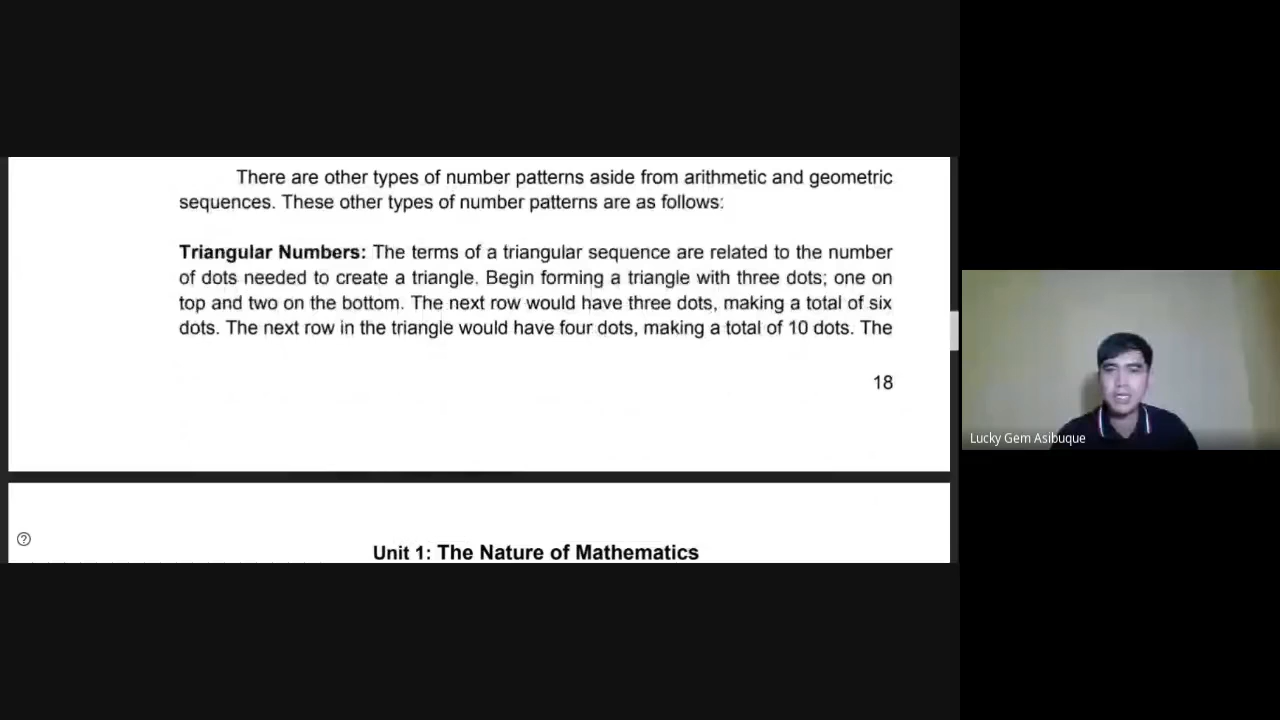 There are other types of number patterns aside from arithmetic and geometric
sequences. These other types of number patterns are as follows:
Triangular Numbers: The terms of a triangular sequence are related to the number
of dots needed to create a triangle. Begin forming a triangle with three dots; one on
top and two on the bottom. The next row would have three dots, making a total of six
dots. The next row in the triangle would have four dots, making a total of 10 dots. The
18
Unit 1: The Nature of Mathematics
Lucky Gem Asibuque